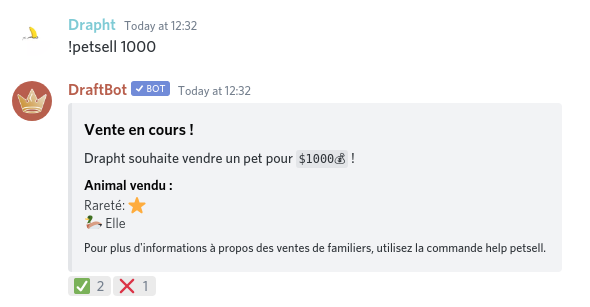 Drapht Today at 12:32
!petsell 1000
DraftBot BOT Today at 12:32
Vente en cours !
Drapht souhaite vendre un pet pour $1000💰 !
Animal vendu :
Rareté: ⭐
🦆 Elle
Pour plus d'informations à propos des ventes de familiers, utilisez la commande help petsell.
✅ 2 ❌ 1